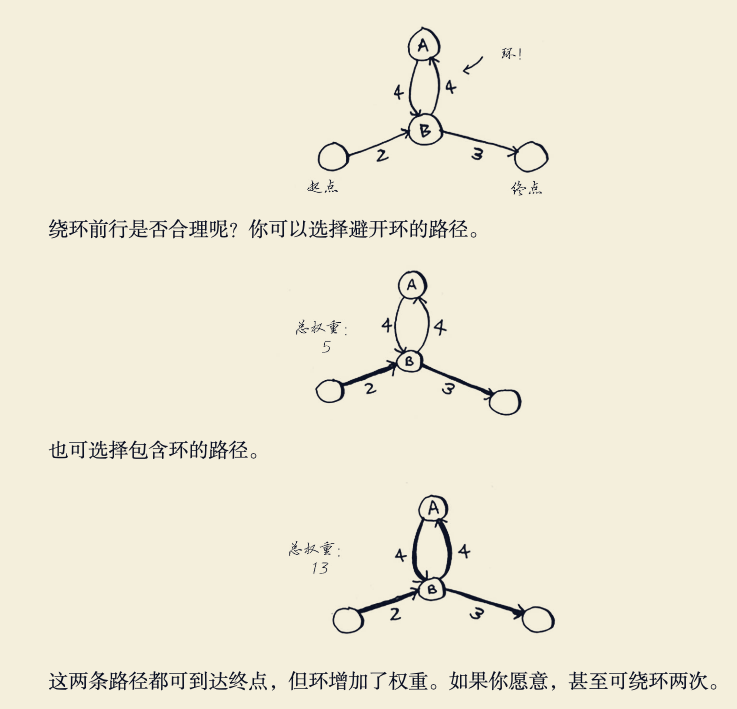 A
环!
4
4
B
2
3
起点
终点
绕环前行是否合理呢？你可以选择避开环的路径。
A
总权重:
4
4
5
B
2
3
也可选择包含环的路径。
A
总权重:
4
4
13
B
2
3
这两条路径都可到达终点，但环增加了权重。如果你愿意，甚至可绕环两次。